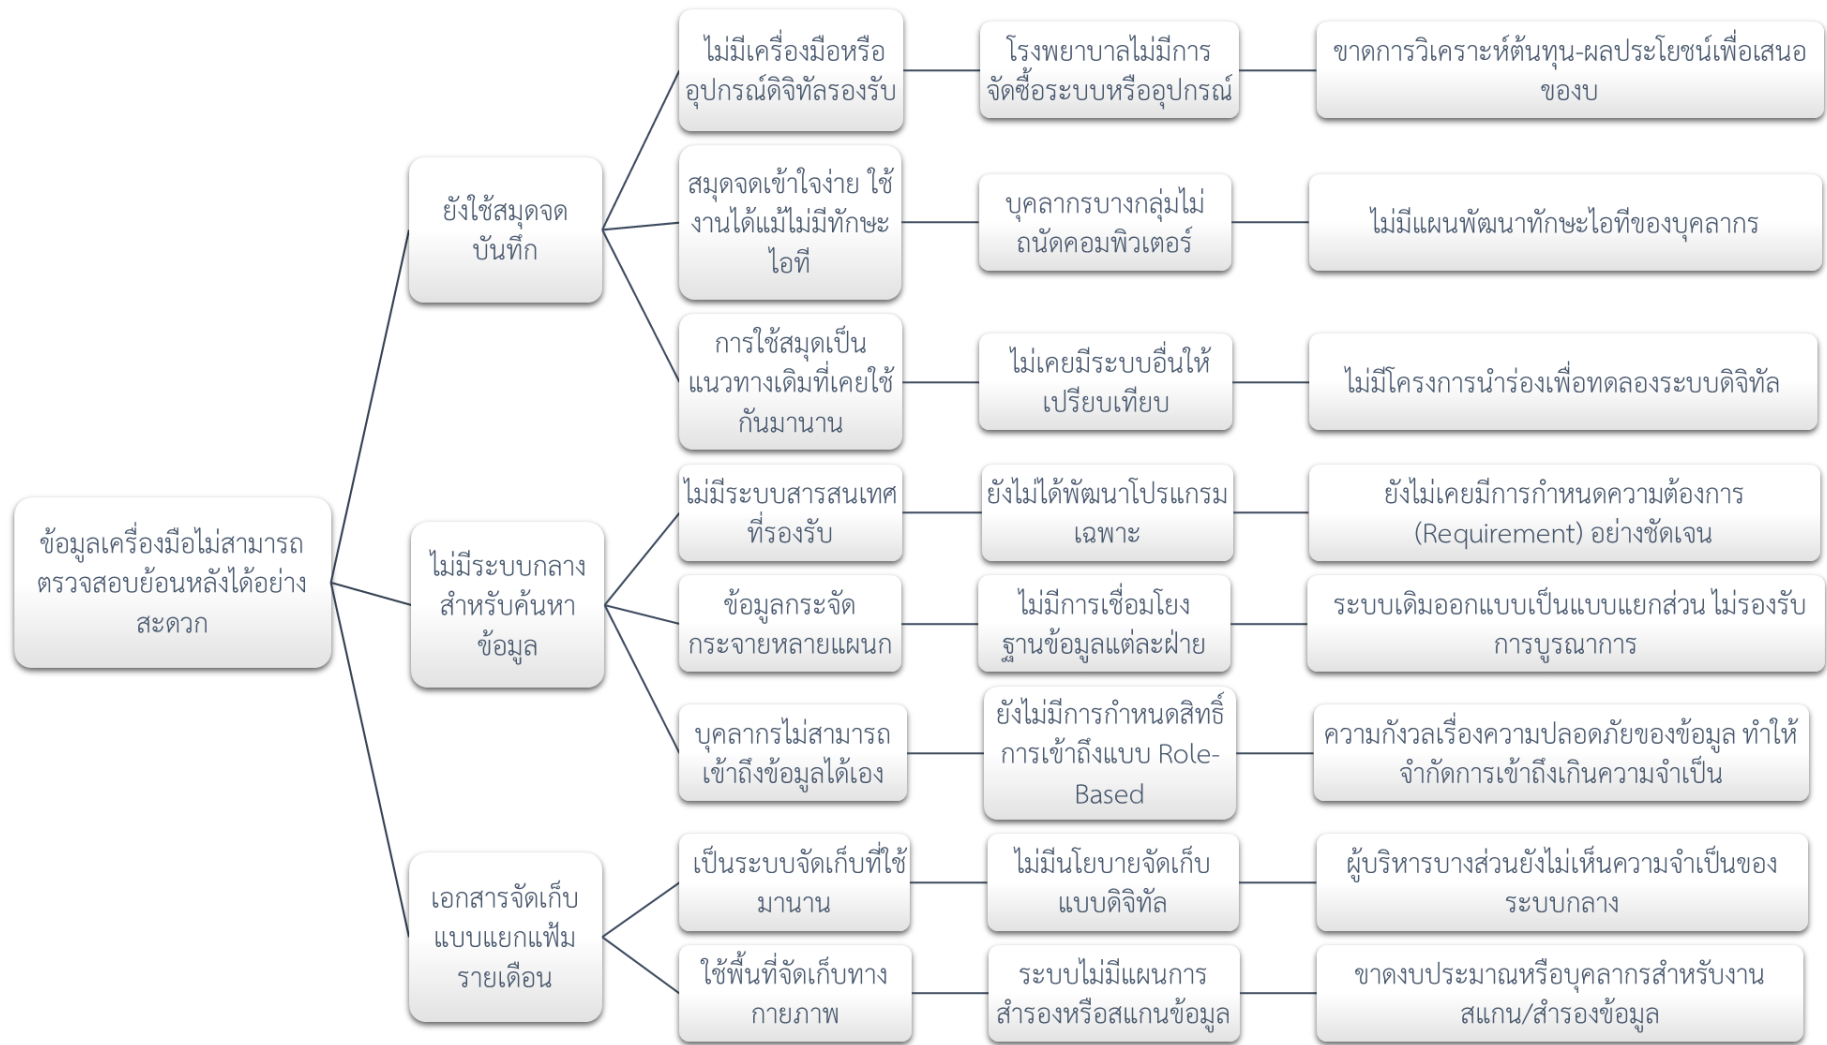 ข้อมูลเครื่องมือไม่สามารถ
ตรวจสอบย้อนหลังได้อย่าง
สะดวก
ยังใช้สมุดจด
บันทึก
ไม่มีเครื่องมือหรือ
อุปกรณ์ดิจิทัลรองรับ
โรงพยาบาลไม่มีการ
จัดซื้อระบบหรืออุปกรณ์
ขาดการวิเคราะห์ต้นทุน-ผลประโยชน์เพื่อเสนอ
ของบ
สมุดจดเข้าใจง่าย ใช้
งานได้แม้ไม่มีทักษะ
ไอที
บุคลากรบางกลุ่มไม่
ถนัดคอมพิวเตอร์
ไม่มีแผนพัฒนาทักษะไอทีของบุคลากร
การใช้สมุดเป็น
แนวทางเดิมที่เคยใช้
กันมานาน
ไม่เคยมีระบบอื่นให้
เปรียบเทียบ
ไม่มีโครงการนำร่องเพื่อทดลองระบบดิจิทัล
ไม่มีระบบกลาง
สำหรับค้นหา
ข้อมูล
ไม่มีระบบสารสนเทศ
ที่รองรับ
ยังไม่ได้พัฒนาโปรแกรม
เฉพาะ
ยังไม่เคยมีการกำหนดความต้องการ
(Requirement) อย่างชัดเจน
ข้อมูลกระจัด
กระจายหลายแผนก
ไม่มีการเชื่อมโยง
ฐานข้อมูลแต่ละฝ่าย
ระบบเดิมออกแบบเป็นแบบแยกส่วน ไม่รองรับ
การบูรณาการ
บุคลากรไม่สามารถ
เข้าถึงข้อมูลได้เอง
ยังไม่มีการกำหนดสิทธิ์
การเข้าถึงแบบ Role-
Based
ความกังวลเรื่องความปลอดภัยของข้อมูล ทำให้
จำกัดการเข้าถึงเกินความจำเป็น
เอกสารจัดเก็บ
แบบแยกแฟ้ม
รายเดือน
เป็นระบบจัดเก็บที่ใช้
มานาน
ไม่มีนโยบายจัดเก็บ
แบบดิจิทัล
ผู้บริหารบางส่วนยังไม่เห็นความจำเป็นของ
ระบบกลาง
ใช้พื้นที่จัดเก็บทาง
กายภาพ
ระบบไม่มีแผนการ
สำรองหรือสแกนข้อมูล
ขาดงบประมาณหรือบุคลากรสำหรับงาน
สแกน/สำรองข้อมูล